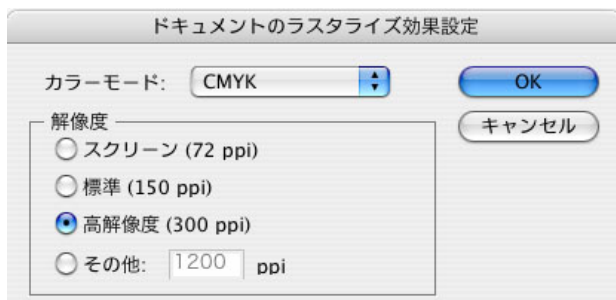 ドキュメントのラスタライズ効果設定
カラーモード: CMYK
OK
解像度
キャンセル
スクリーン (72 ppi)
標準 (150 ppi)
高解像度 (300 ppi)
その他: 1200 ppi